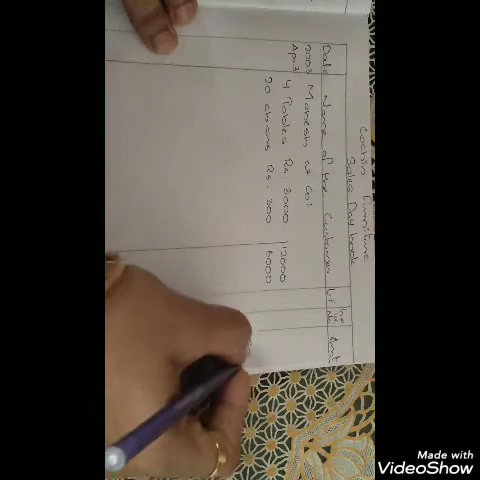 Cochin Furniture
Sales Day book
Date Name of the Customer L.F Inv: No. Amt
2003 Mahesh & Co:
Apr.3 4 Tables Rs. 3000 12000
20 chairs Rs. 300 6000
Made with
VideoShow